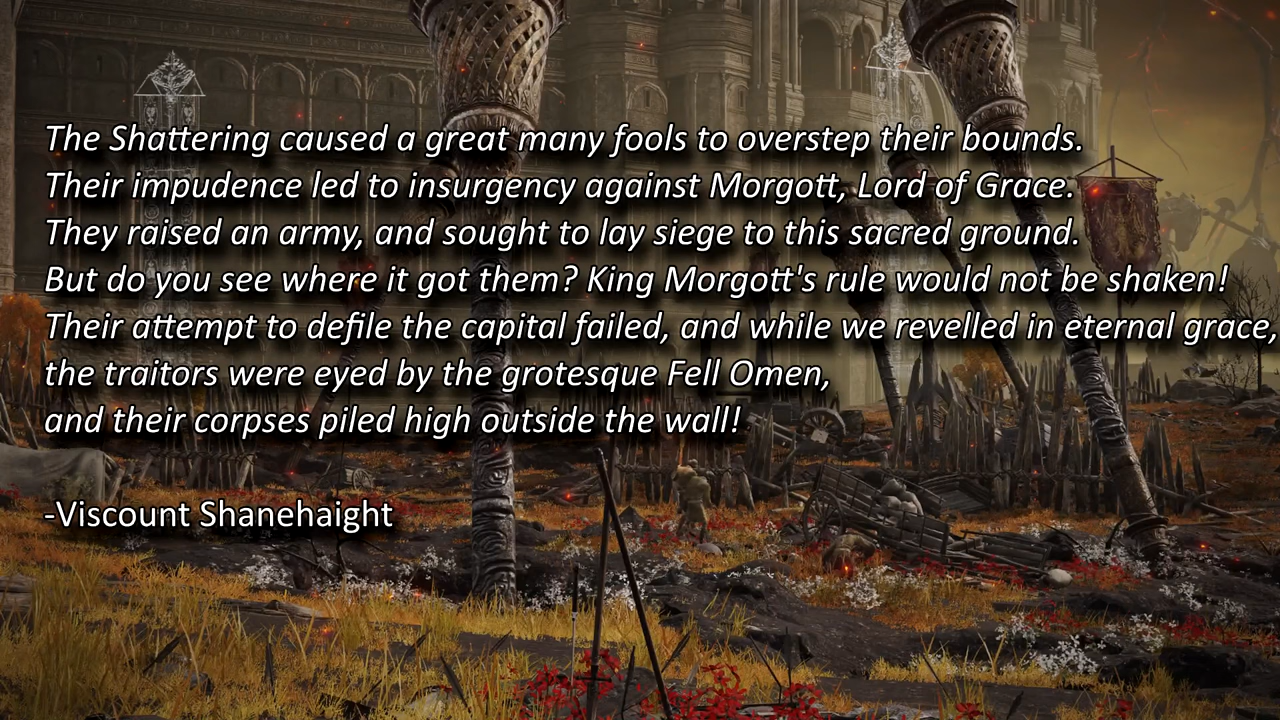 The Shattering caused a great many fools to overstep their bounds.
Their impudence led to insurgency against Morgott, Lord of Grace.
They raised an army, and sought to lay siege to this sacred ground.
But do you see where it got them? King Morgott's rule would not be shaken!
Their attempt to defile the capital failed, and while we revelled in eternal grace,
the traitors were eyed by the grotesque Fell Omen,
and their corpses piled high outside the wall!
-Viscount Shanehaight